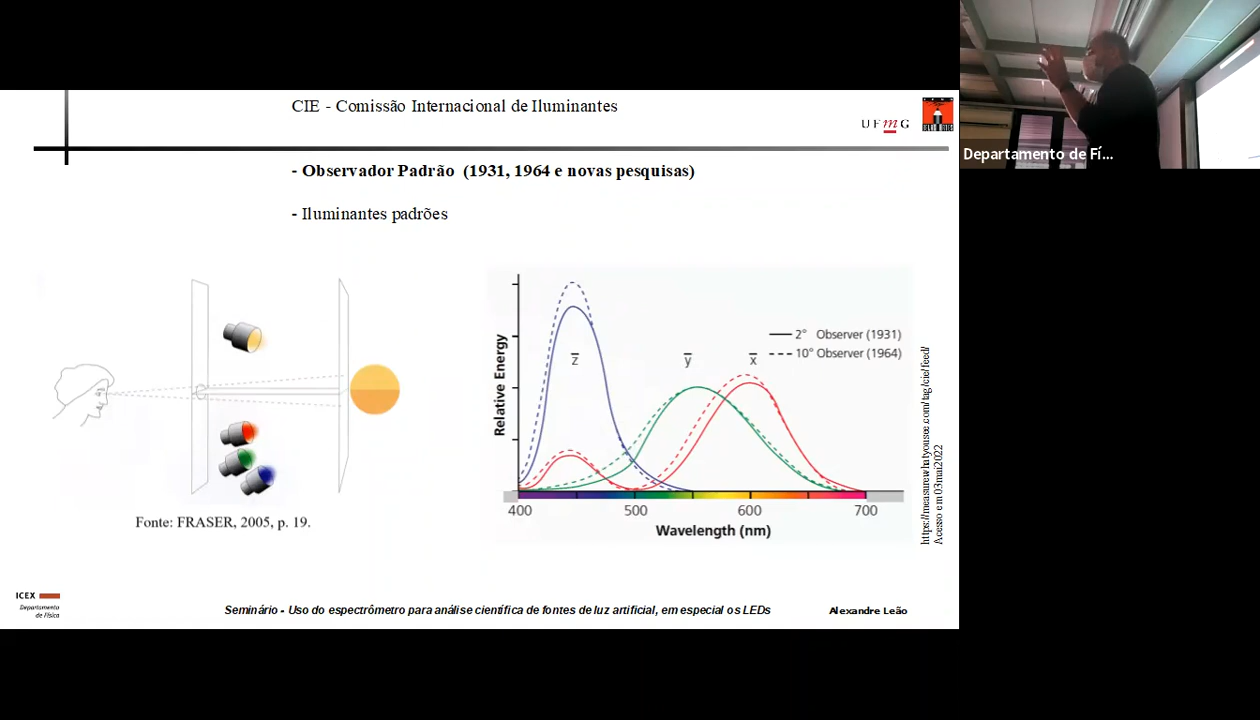 CIE - Comissão Internacional de Iluminantes
UFmG
Departamento de Fí...
- Observador Padrão (1931, 1964 e novas pesquisas)
- Iluminantes padrões
2° Observer (1931)
10° Observer (1964)
z
y
x
Relative Energy
400
500
600
700
Wavelength (nm)
https://measurewhatyousee.com/tag/cie/feed/
Acesso em 03mai2022
Fonte: FRASER, 2005, p. 19.
ICEX
Departamento
de Física
Seminário - Uso do espectrômetro para análise científica de fontes de luz artificial, em especial os LEDs
Alexandre Leão